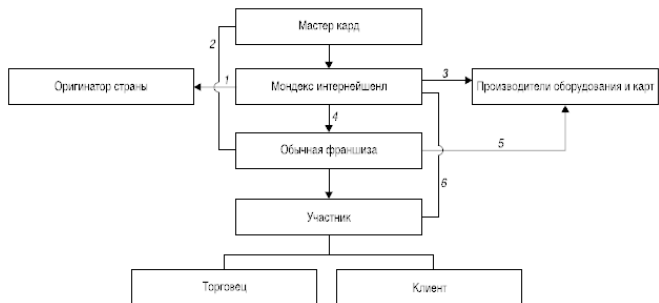 Мастер кард
2
Оригинатор страны
1
Мондекс интернейшенл
3
Производители оборудования и карт
4
Обычная франшиза
5
6
Участник
Торговец
Клиент